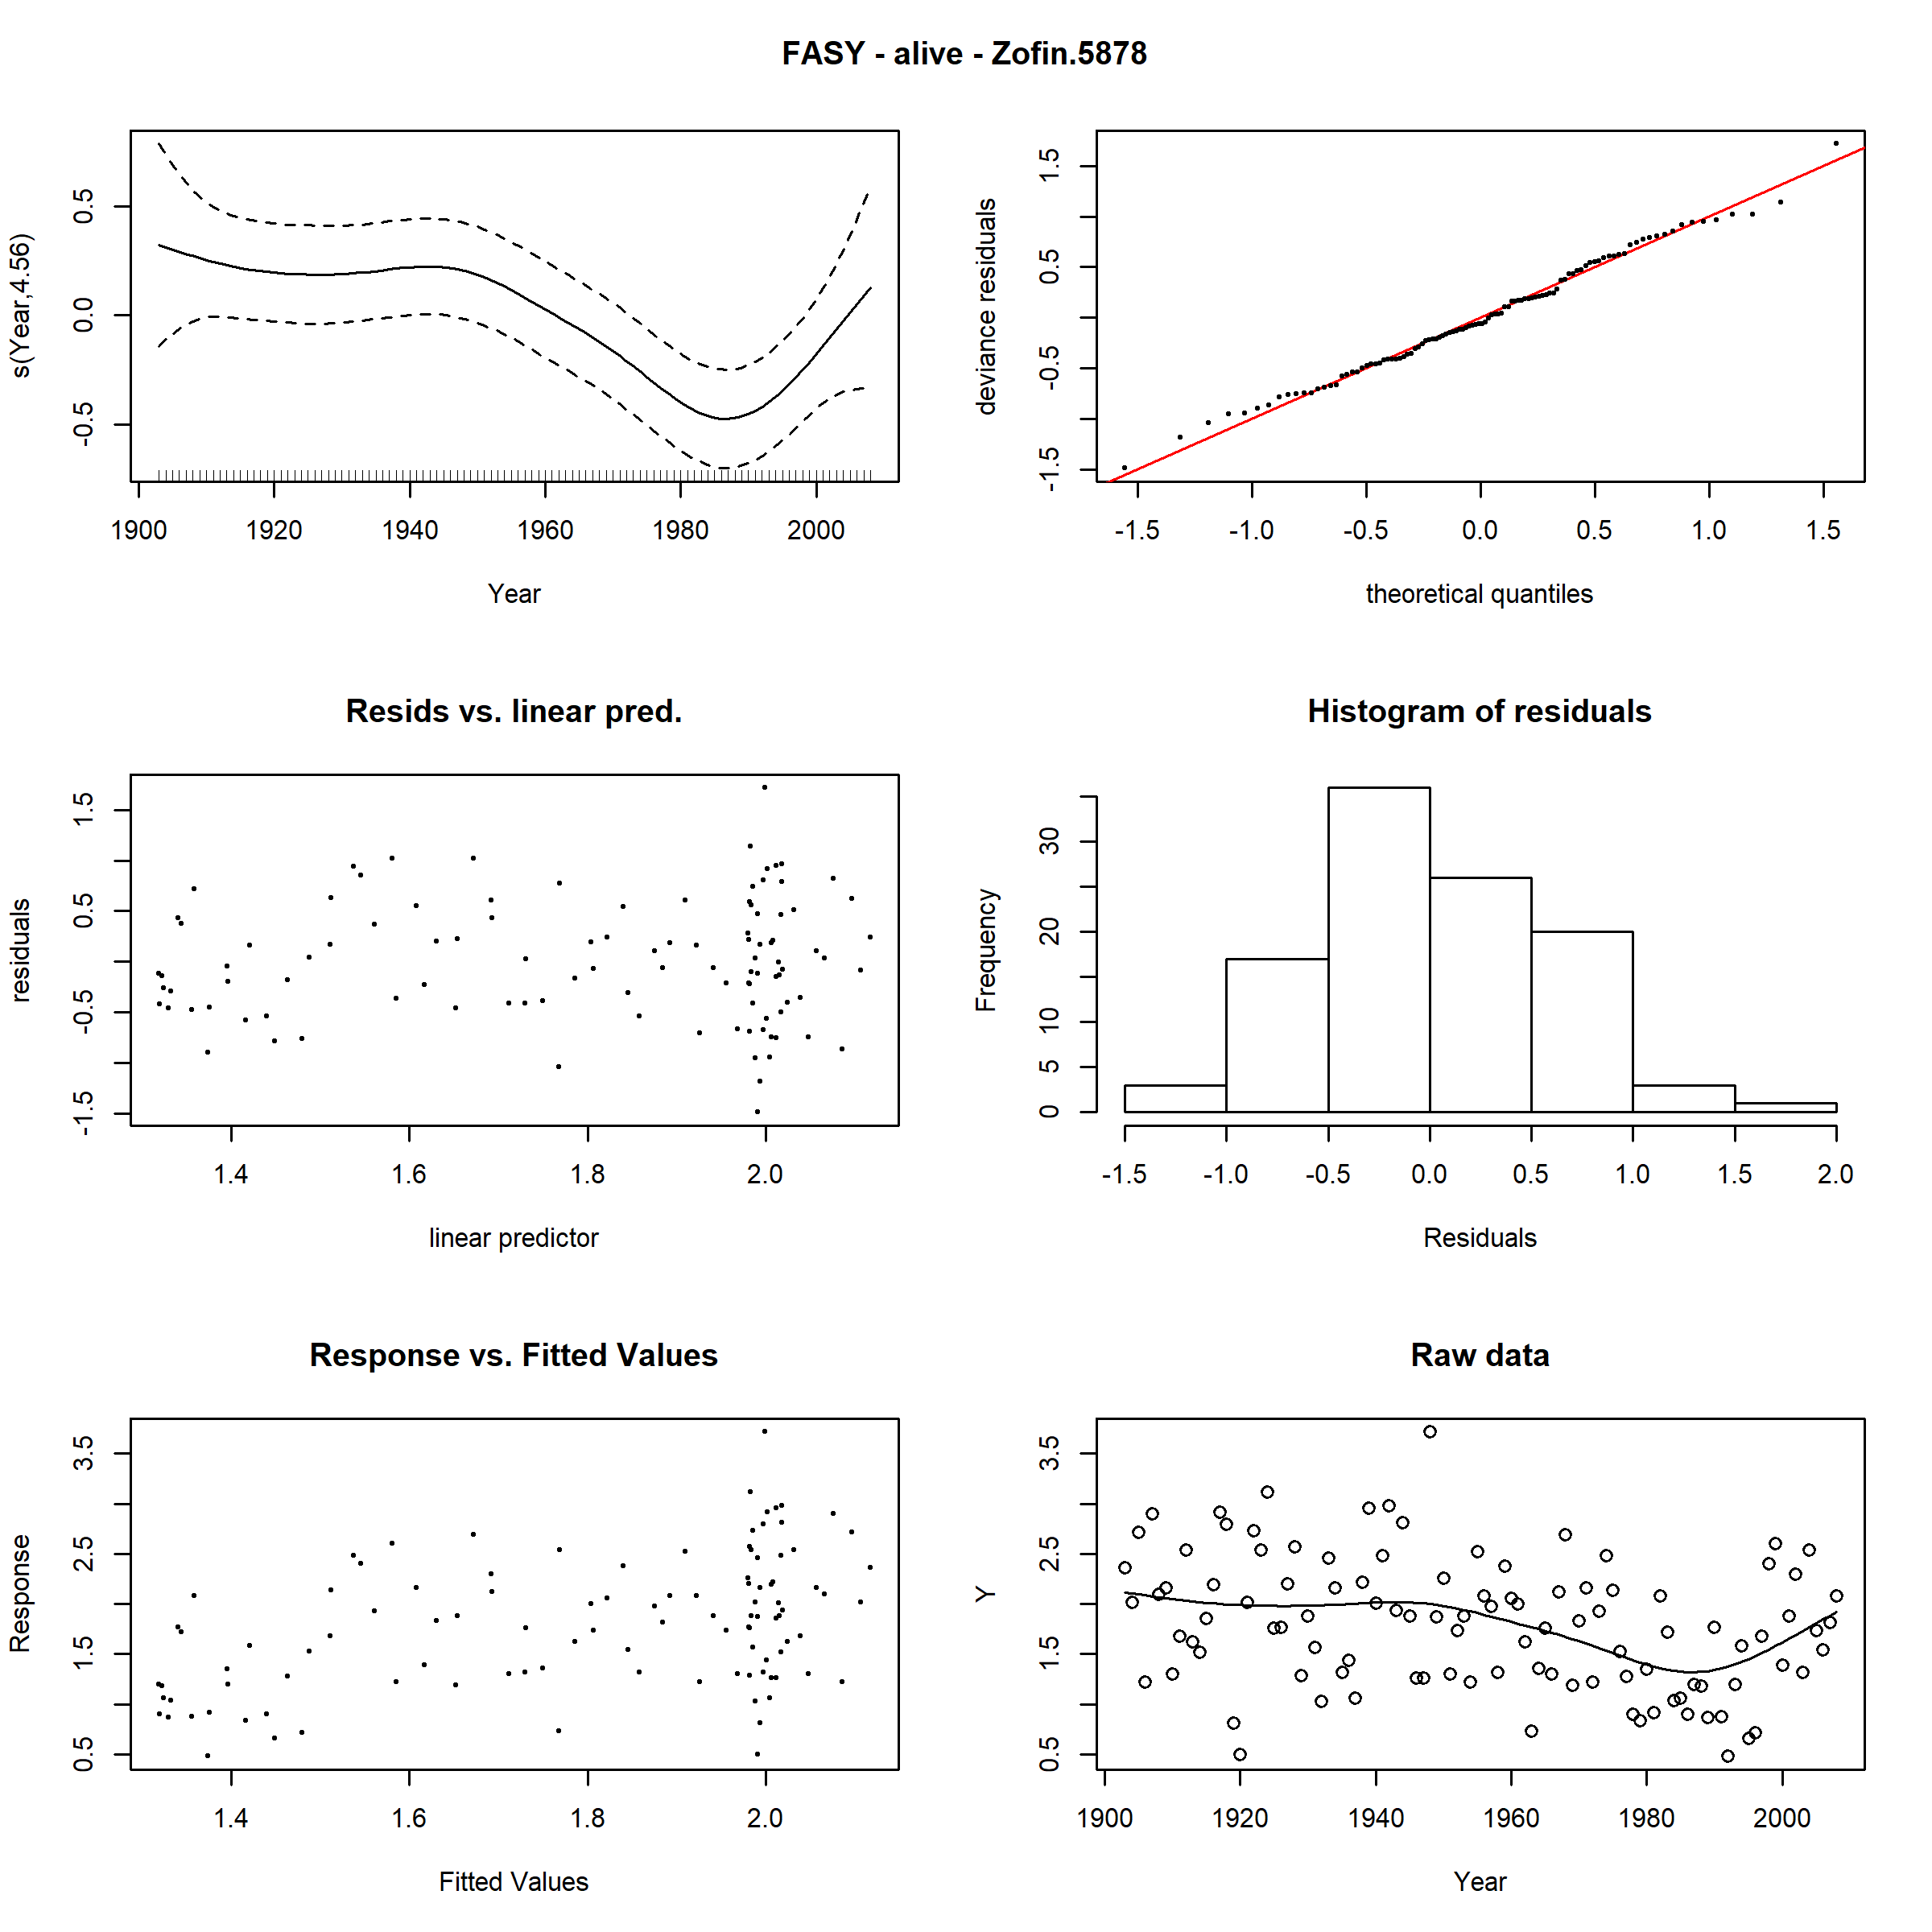 FASY - alive - Zofin.5878
s(Year,4.56)
0.5
0.0
-0.5
1900 1920 1940 1960 1980 2000
Year
deviance residuals
1.5
0.5
-0.5
-1.5
-1.5 -1.0 -0.5 0.0 0.5 1.0 1.5
theoretical quantiles
Resids vs. linear pred.
residuals
1.5
0.5
-0.5
-1.5
1.4 1.6 1.8 2.0
linear predictor
Histogram of residuals
Frequency
30
20
10
5
0
-1.5 -1.0 -0.5 0.0 0.5 1.0 1.5 2.0
Residuals
Response vs. Fitted Values
Response
3.5
2.5
1.5
0.5
1.4 1.6 1.8 2.0
Fitted Values
Raw data
Y
3.5
2.5
1.5
0.5
1900 1920 1940 1960 1980 2000
Year